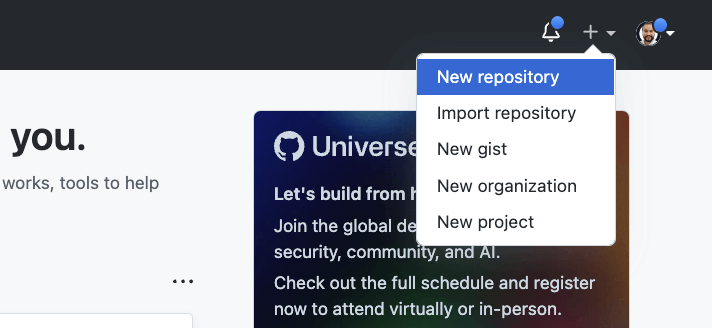 New repository
Import repository
New gist
New organization
New project
you.
works, tools to help
Universe
Let's build from h
Join the global de
security, community, and AI.
Check out the full schedule and register
now to attend virtually or in-person.